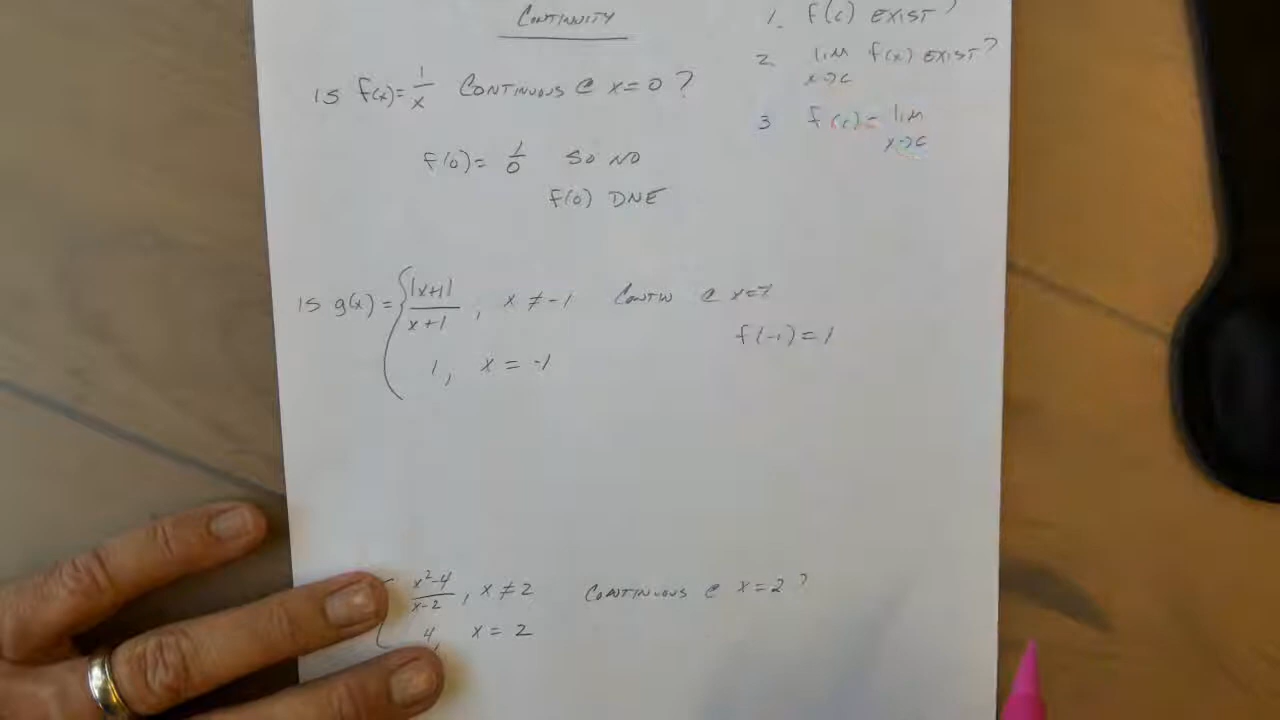 CONTINUITY
1. f(c) EXIST?
2 lim f(x) EXIST?
x→c
3 f(c) = lim
x→c
IS f(x) = 1/x CONTINUOUS @ x=0?
f(0) = 1/0 SO NO
f(0) DNE
IS g(x) = { |x+1|/x+1, x ≠ -1 CONTIN @ x=-1
f(-1) = 1
1, x = -1
x²-4/x-2, x≠2 CONTINUOUS @ x=2?
4, x = 2